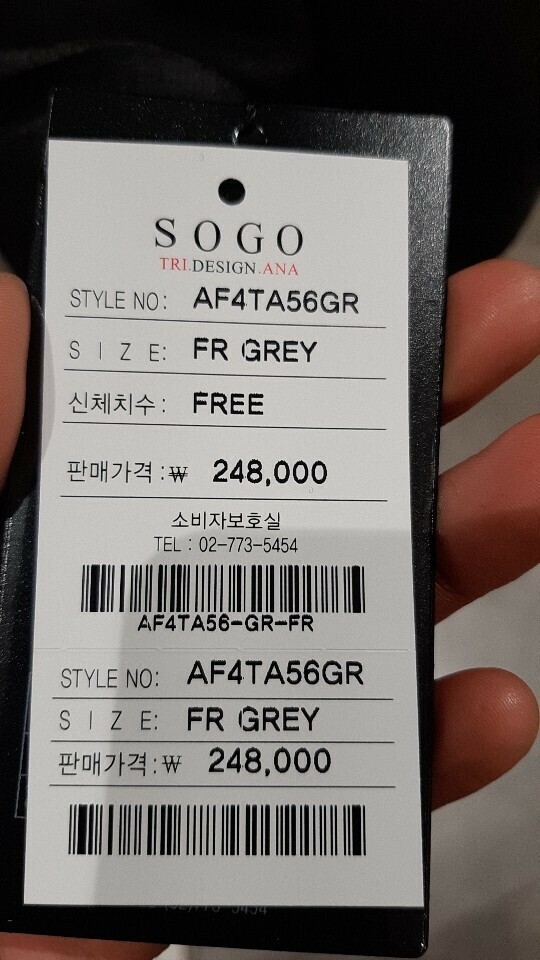 SOGO
TRI.DESIGN.ANA
STYLE NO: AF4TA56GR
SIZE: FR GREY
신체치수: FREE
판매가격:₩ 248,000
소비자보호실
TEL : 02-773-5454
AF4TA56-GR-FR
STYLE NO: AF4TA56GR
SIZE: FR GREY
판매가격:₩ 248,000